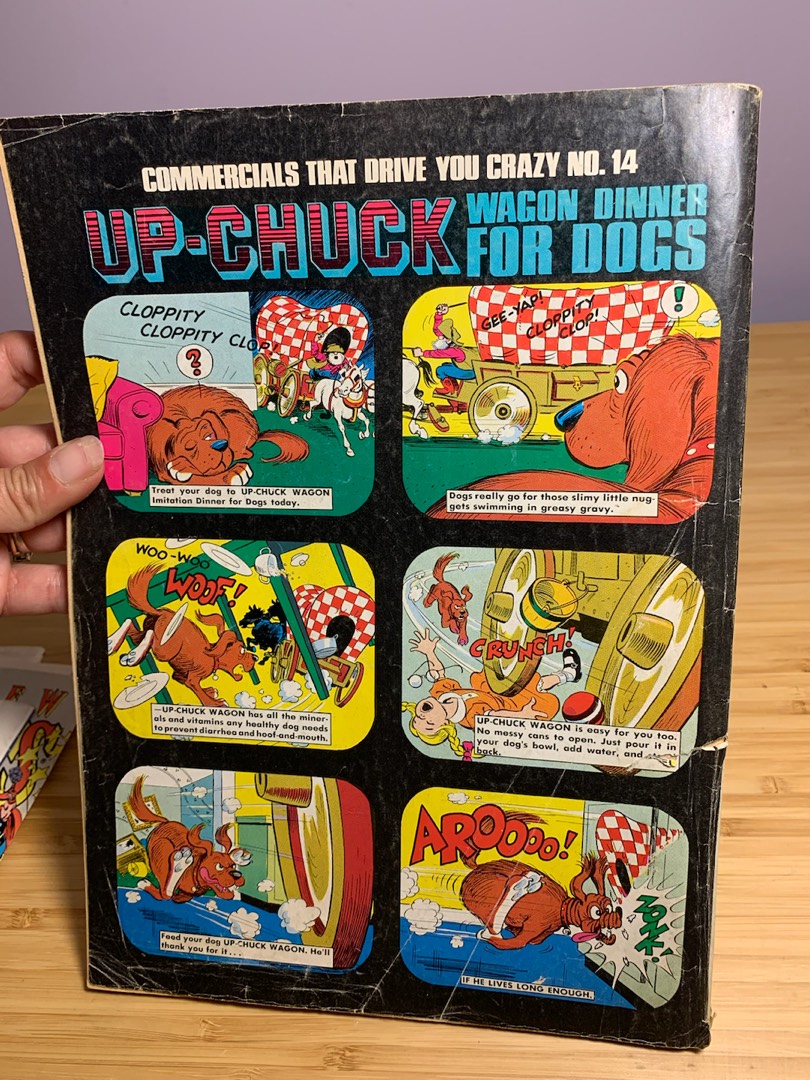 COMMERCIALS THAT DRIVE YOU CRAZY NO. 14
UP-CHUCK
WAGON DINNER
FOR DOGS
CLOPPITY
CLOPPITY CLOP
?
Treat your dog to UP-CHUCK WAGON
Imitation Dinner for Dogs today.
GEE-YAP!
CLOPPITY
CLOP!
!
Dogs really go for those slimy little nug-
gets swimming in greasy gravy.
WOO-WOO
WOOF!
—UP-CHUCK WAGON has all the miner-
als and vitamins any healthy dog needs
to prevent diarrhea and hoof-and-mouth.
CRUNCH!
UP-CHUCK WAGON is easy for you too.
No messy cans to open. Just pour it in
your dog's bowl, add water, and
back.
Feed your dog UP-CHUCK WAGON. He'll
thank you for it...
AROOOO!
ZONK!
IF HE LIVES LONG ENOUGH.